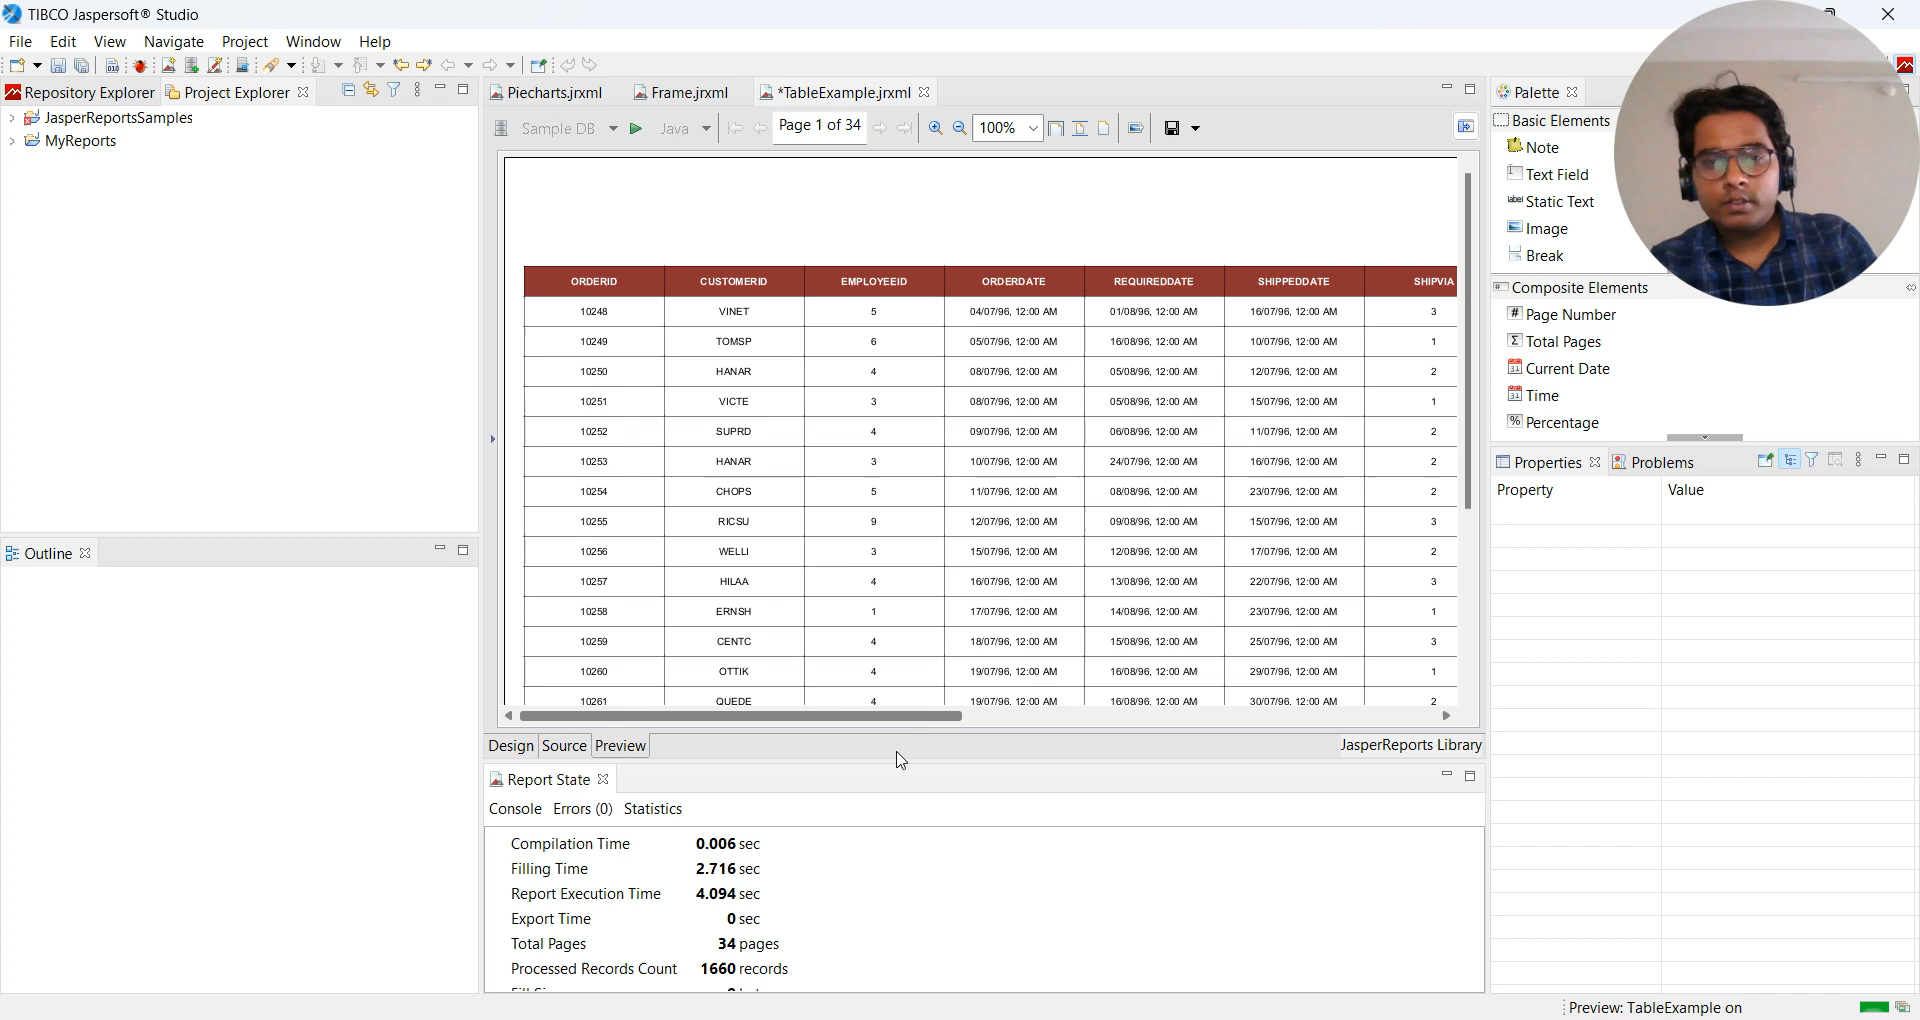 TIBCO Jaspersoft® Studio
File Edit View Navigate Project Window Help
Repository Explorer Project Explorer
JasperReportsSamples
MyReports
Outline
Piecharts.jrxml Frame.jrxml *TableExample.jrxml
Sample DB Java Page 1 of 34 100%
ORDERID CUSTOMERID EMPLOYEEID ORDERDATE REQUIREDDATE SHIPPEDDATE SHIPVIA
10248 VINET 5 04/07/96, 12:00 AM 01/08/96, 12:00 AM 16/07/96, 12:00 AM 3
10249 TOMSP 6 05/07/96, 12:00 AM 16/08/96, 12:00 AM 10/07/96, 12:00 AM 1
10250 HANAR 4 08/07/96, 12:00 AM 05/08/96, 12:00 AM 12/07/96, 12:00 AM 2
10251 VICTE 3 08/07/96, 12:00 AM 05/08/96, 12:00 AM 15/07/96, 12:00 AM 1
10252 SUPRD 4 09/07/96, 12:00 AM 06/08/96, 12:00 AM 11/07/96, 12:00 AM 2
10253 HANAR 3 10/07/96, 12:00 AM 24/07/96, 12:00 AM 16/07/96, 12:00 AM 2
10254 CHOPS 5 11/07/96, 12:00 AM 08/08/96, 12:00 AM 23/07/96, 12:00 AM 2
10255 RICSU 9 12/07/96, 12:00 AM 09/08/96, 12:00 AM 15/07/96, 12:00 AM 3
10256 WELLI 3 15/07/96, 12:00 AM 12/08/96, 12:00 AM 17/07/96, 12:00 AM 2
10257 HILAA 4 16/07/96, 12:00 AM 13/08/96, 12:00 AM 22/07/96, 12:00 AM 3
10258 ERNSH 1 17/07/96, 12:00 AM 14/08/96, 12:00 AM 23/07/96, 12:00 AM 1
10259 CENTC 4 18/07/96, 12:00 AM 15/08/96, 12:00 AM 25/07/96, 12:00 AM 3
10260 OTTIK 4 19/07/96, 12:00 AM 16/08/96, 12:00 AM 29/07/96, 12:00 AM 1
10261 QUEDE 4 19/07/96, 12:00 AM 16/08/96, 12:00 AM 30/07/96, 12:00 AM 2
Design Source Preview JasperReports Library
Report State
Console Errors (0) Statistics
Compilation Time 0.006 sec
Filling Time 2.716 sec
Report Execution Time 4.094 sec
Export Time 0 sec
Total Pages 34 pages
Processed Records Count 1660 records
Palette
Basic Elements
Note
Text Field
label Static Text
Image
Break
Composite Elements
# Page Number
Σ Total Pages
Current Date
Time
% Percentage
Properties Problems
Property Value
Preview: TableExample on